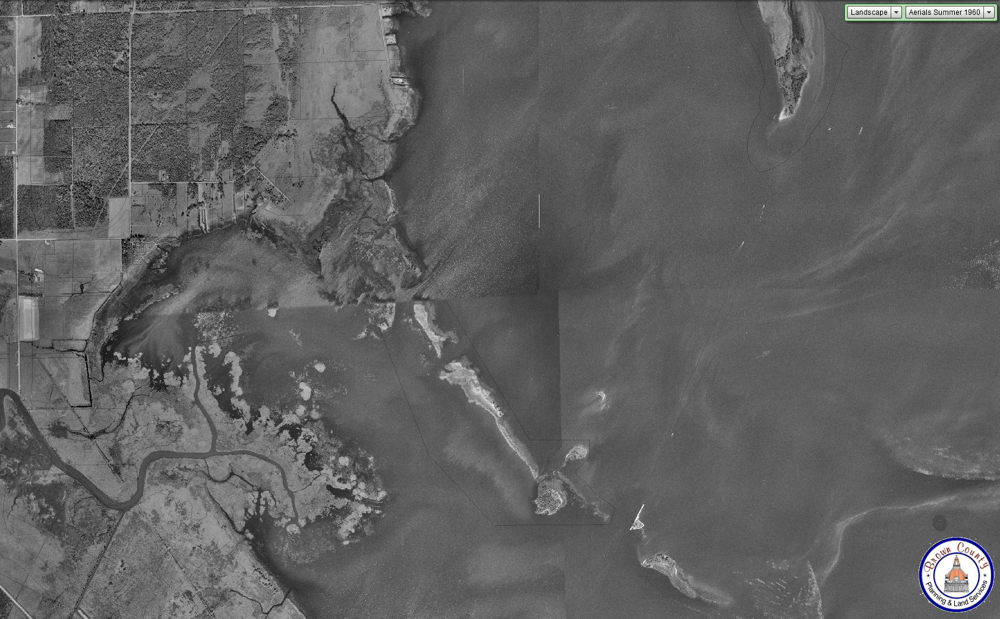 Landscape
Aerials Summer 1960
Brown County
Planning & Land Services